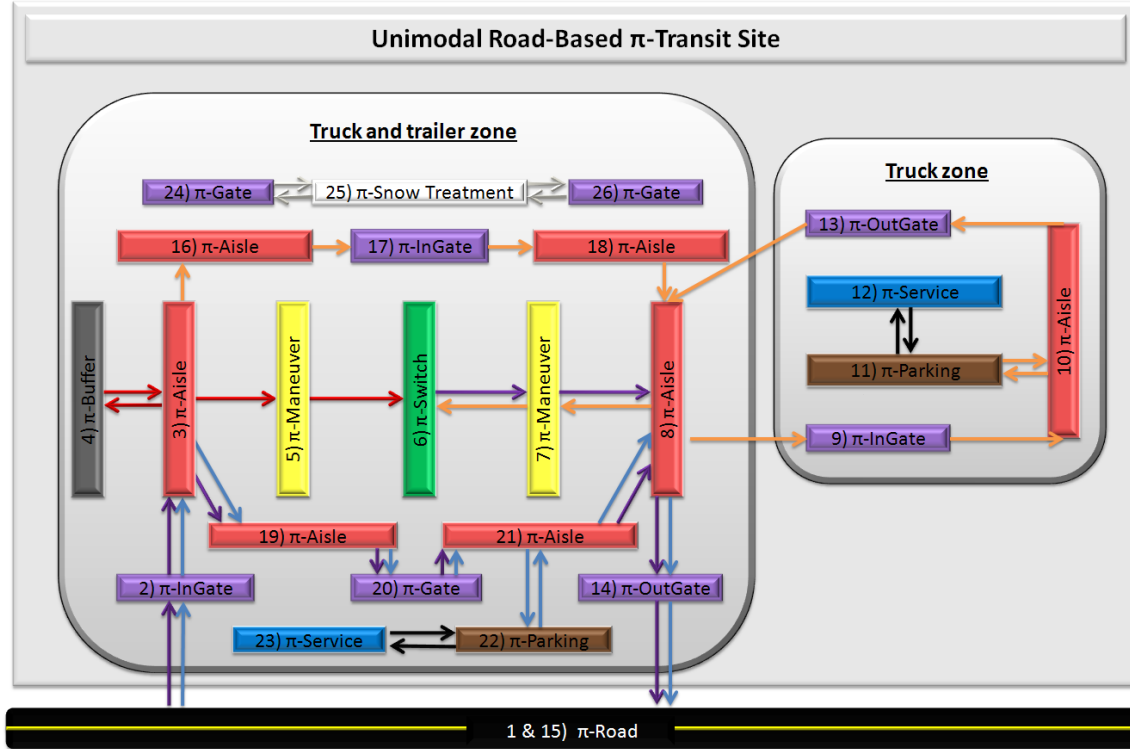 Unimodal Road-Based π-Transit Site
Truck and trailer zone
24) π-Gate
25) π-Snow Treatment
26) π-Gate
16) π-Aisle
17) π-InGate
18) π-Aisle
4) π-Buffer
3) π-Aisle
5) π-Maneuver
6) π-Switch
7) π-Maneuver
8) π-Aisle
19) π-Aisle
21) π-Aisle
2) π-InGate
20) π-Gate
14) π-OutGate
23) π-Service
22) π-Parking
Truck zone
13) π-OutGate
12) π-Service
11) π-Parking
10) π-Aisle
9) π-InGate
1 & 15) π-Road